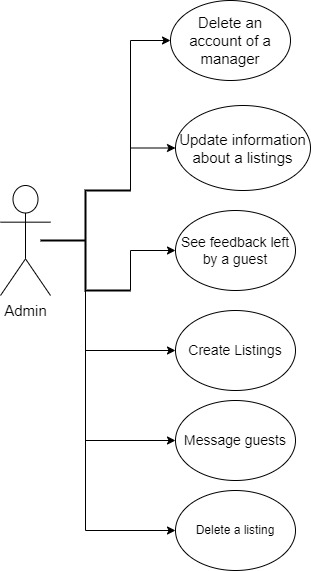 Delete an
account of a
manager
Update information
about a listings
See feedback left
by a guest
Admin
Create Listings
Message guests
Delete a listing